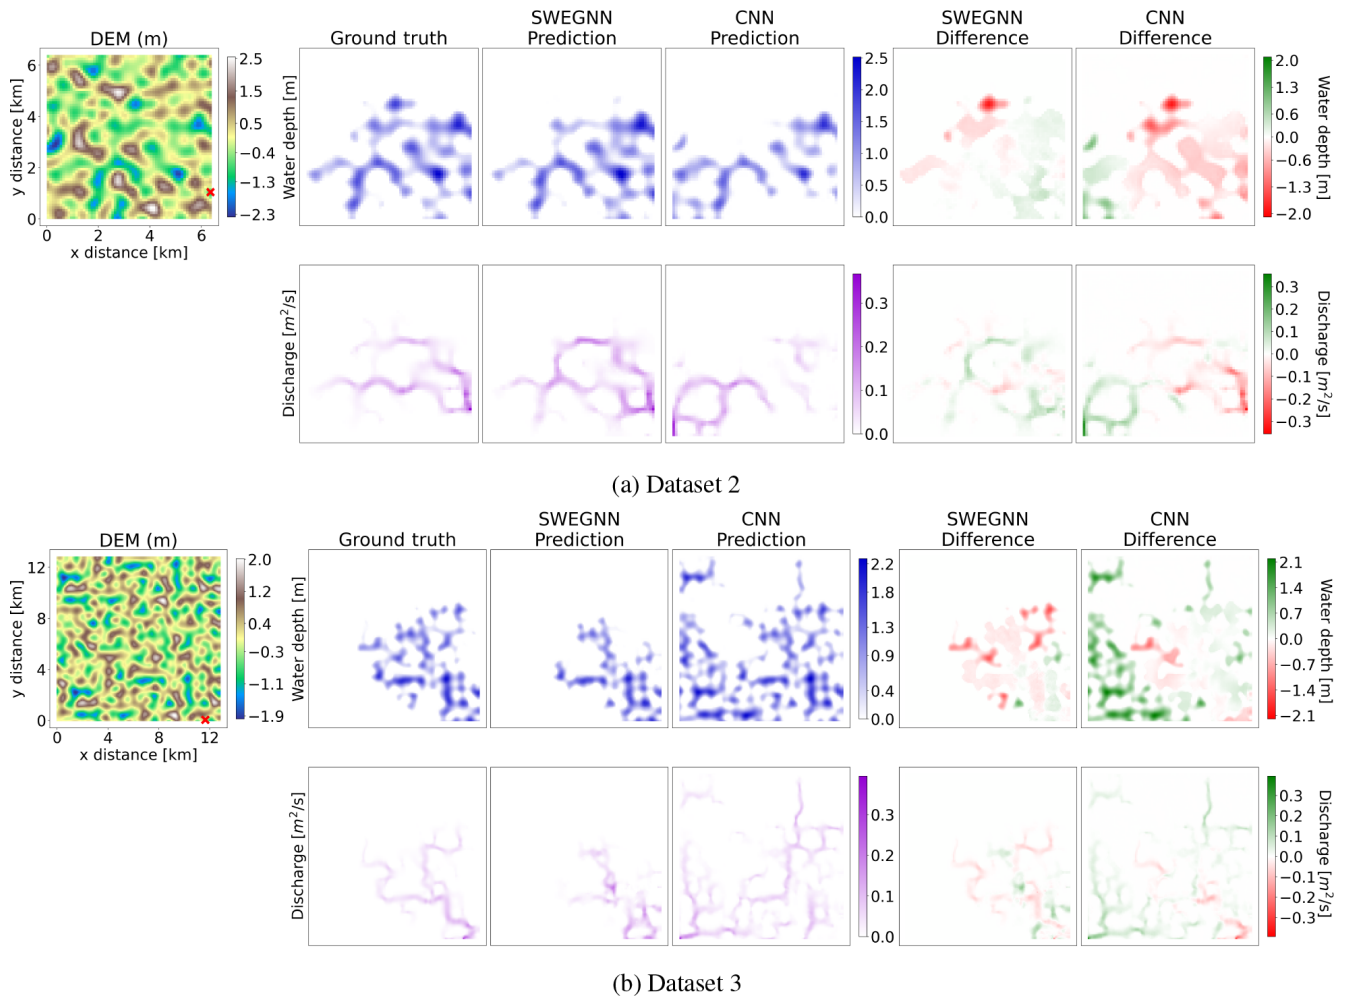 DEM (m)
Ground truth
SWEGNN
Prediction
CNN
Prediction
SWEGNN
Difference
CNN
Difference
y distance [km]
6
4
2
0
0 2 4 6
x distance [km]
2.5
1.5
0.5
−0.4
−1.3
−2.3
Water depth [m]
2.5
2.0
1.5
1.0
0.5
0.0
2.0
1.3
0.6
0.0
−0.6
−1.3
−2.0
Water depth [m]
Discharge [m²/s]
0.3
0.2
0.1
0.0
0.3
0.2
0.1
0.0
−0.1
−0.2
−0.3
Discharge [m²/s]
(a) Dataset 2
DEM (m)
Ground truth
SWEGNN
Prediction
CNN
Prediction
SWEGNN
Difference
CNN
Difference
y distance [km]
12
8
4
0
0 4 8 12
x distance [km]
2.0
1.2
0.4
−0.3
−1.1
−1.9
Water depth [m]
2.2
1.8
1.3
0.9
0.4
0.0
2.1
1.4
0.7
0.0
−0.7
−1.4
−2.1
Water depth [m]
Discharge [m²/s]
0.3
0.2
0.1
0.0
0.3
0.2
0.1
0.0
−0.1
−0.2
−0.3
Discharge [m²/s]
(b) Dataset 3